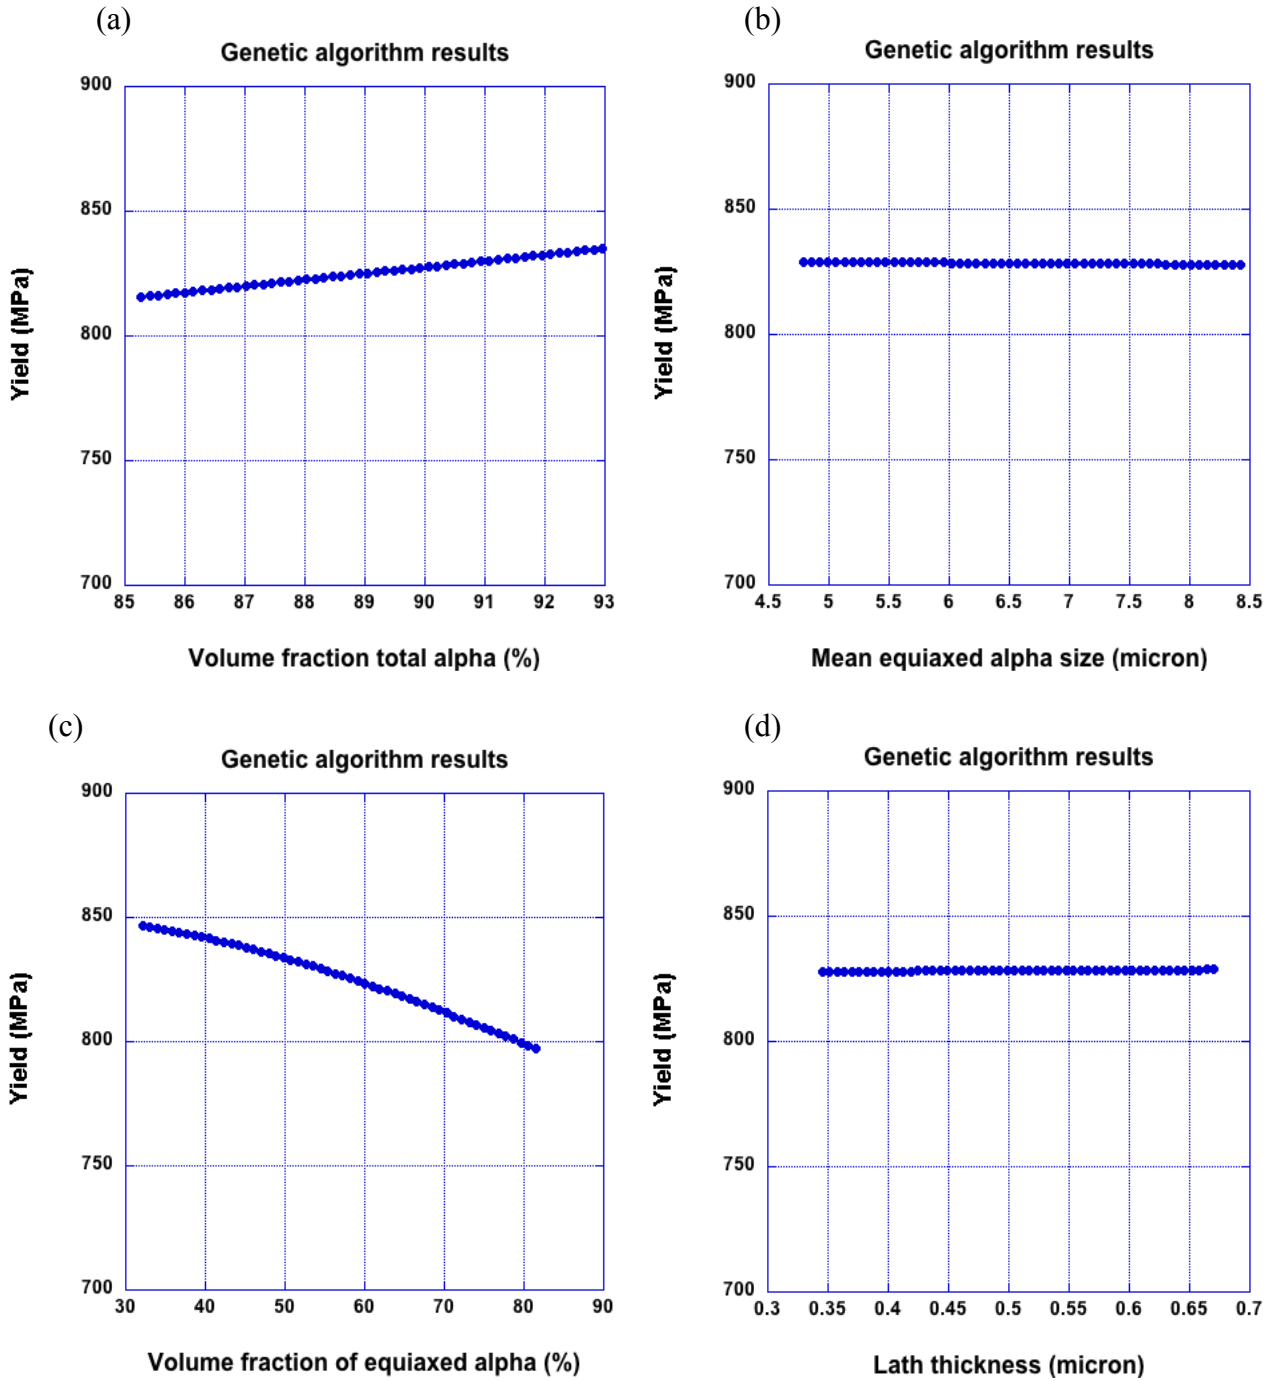 (a)
Genetic algorithm results
900
850
800
750
700
Yield (MPa)
85 86 87 88 89 90 91 92 93
Volume fraction total alpha (%)
(b)
Genetic algorithm results
900
850
800
750
700
Yield (MPa)
4.5 5 5.5 6 6.5 7 7.5 8 8.5
Mean equiaxed alpha size (micron)
(c)
Genetic algorithm results
900
850
800
750
700
Yield (MPa)
30 40 50 60 70 80 90
Volume fraction of equiaxed alpha (%)
(d)
Genetic algorithm results
900
850
800
750
700
Yield (MPa)
0.3 0.35 0.4 0.45 0.5 0.55 0.6 0.65 0.7
Lath thickness (micron)